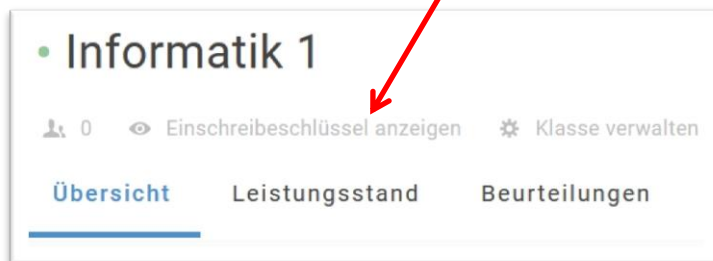 • Informatik 1
0 Einschreibeschlüssel anzeigen Klasse verwalten
Übersicht Leistungsstand Beurteilungen